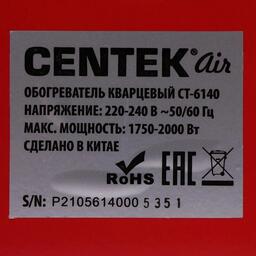 CENTEK® air
ОБОГРЕВАТЕЛЬ КВАРЦЕВЫЙ СТ-6140
НАПРЯЖЕНИЕ: 220-240 В ~50/60 Гц
МАКС. МОЩНОСТЬ: 1750-2000 Вт
СДЕЛАНО В КИТАЕ
RoHS EAC
S/N: P2105614000 5 3 5 1